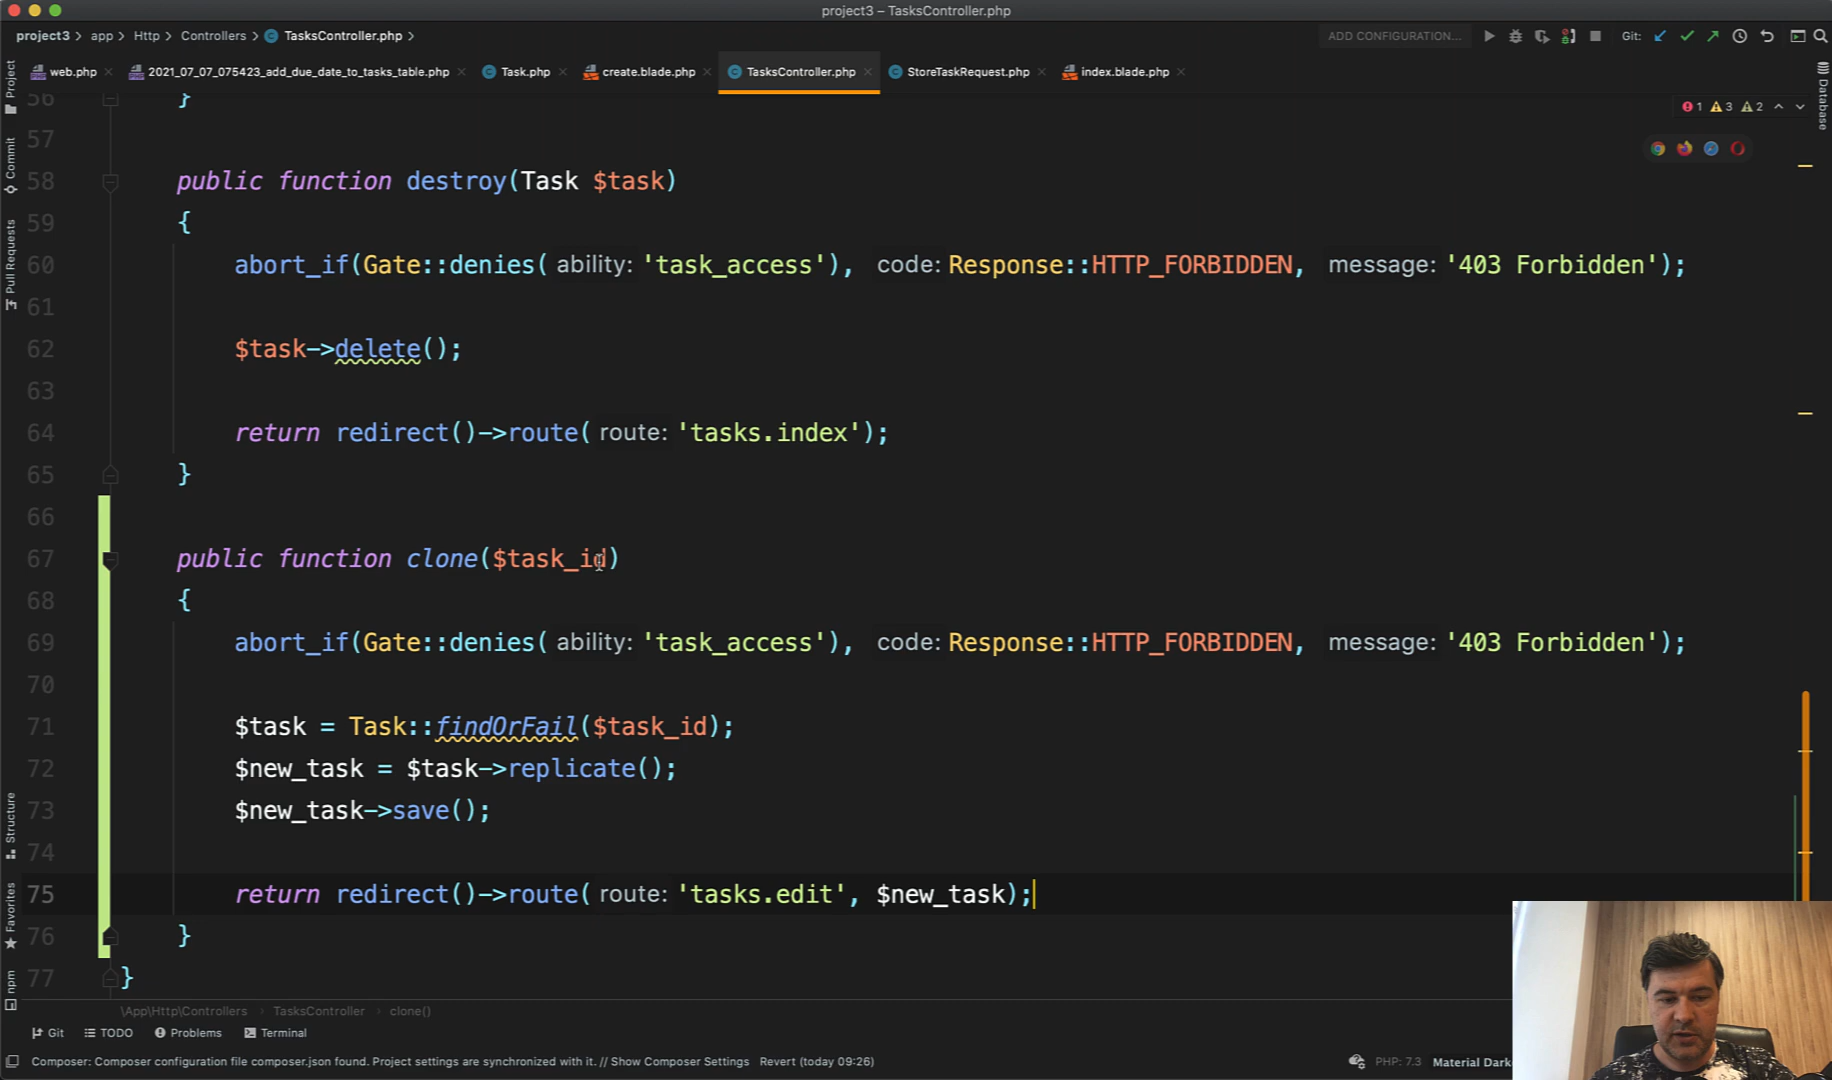 project3 – TasksController.php
project3 > app > Http > Controllers > TasksController.php >
ADD CONFIGURATION...
Git:
web.php
2021_07_07_075423_add_due_date_to_tasks_table.php
Task.php
create.blade.php
TasksController.php
StoreTaskRequest.php
index.blade.php
Project
Commit
Pull Requests
Structure
Favorites
npm
Database
1 3 2
56 }
57
58 public function destroy(Task $task)
59 {
60 abort_if(Gate::denies( ability: 'task_access'), code: Response::HTTP_FORBIDDEN, message: '403 Forbidden');
61
62 $task->delete();
63
64 return redirect()->route( route: 'tasks.index');
65 }
66
67 public function clone($task_id)
68 {
69 abort_if(Gate::denies( ability: 'task_access'), code: Response::HTTP_FORBIDDEN, message: '403 Forbidden');
70
71 $task = Task::findOrFail($task_id);
72 $new_task = $task->replicate();
73 $new_task->save();
74
75 return redirect()->route( route: 'tasks.edit', $new_task);
76 }
77 }
\App\Http\Controllers > TasksController > clone()
Git TODO Problems Terminal
Composer: Composer configuration file composer.json found. Project settings are synchronized with it. // Show Composer Settings Revert (today 09:26)
PHP: 7.3 Material Dark